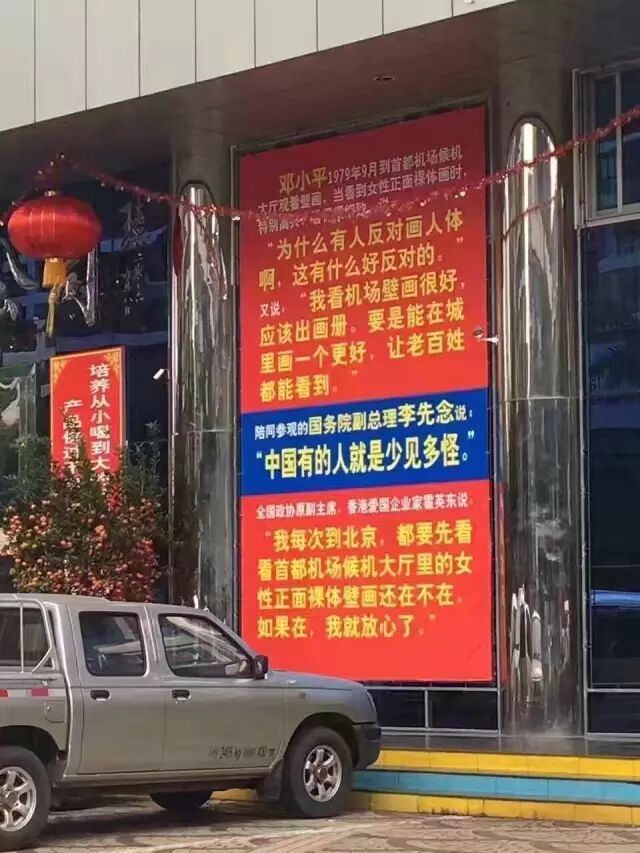 邓小平1979年9月到首都机场候机
大厅观看壁画，当看到女性正面裸体画时，
特别高兴，
“为什么有人反对画人体
啊，这有什么好反对的。”
又说：“我看机场壁画很好，
应该出画册。要是能在城
里画一个更好，让老百姓
都能看到。”
陪同参观的国务院副总理李先念说：
“中国有的人就是少见多怪。”
全国政协原副主席，香港爱国企业家霍英东说：
“我每次到北京，都要先看
看首都机场候机大厅里的女
性正面裸体壁画还在不在。
如果在，我就放心了。”
培养从小喝到大